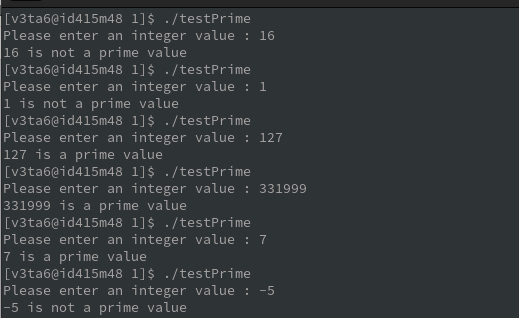 [v3ta6@id415m48 1]$ ./testPrime
Please enter an integer value : 16
16 is not a prime value
[v3ta6@id415m48 1]$ ./testPrime
Please enter an integer value : 1
1 is not a prime value
[v3ta6@id415m48 1]$ ./testPrime
Please enter an integer value : 127
127 is a prime value
[v3ta6@id415m48 1]$ ./testPrime
Please enter an integer value : 331999
331999 is a prime value
[v3ta6@id415m48 1]$ ./testPrime
Please enter an integer value : 7
7 is a prime value
[v3ta6@id415m48 1]$ ./testPrime
Please enter an integer value : -5
-5 is not a prime value